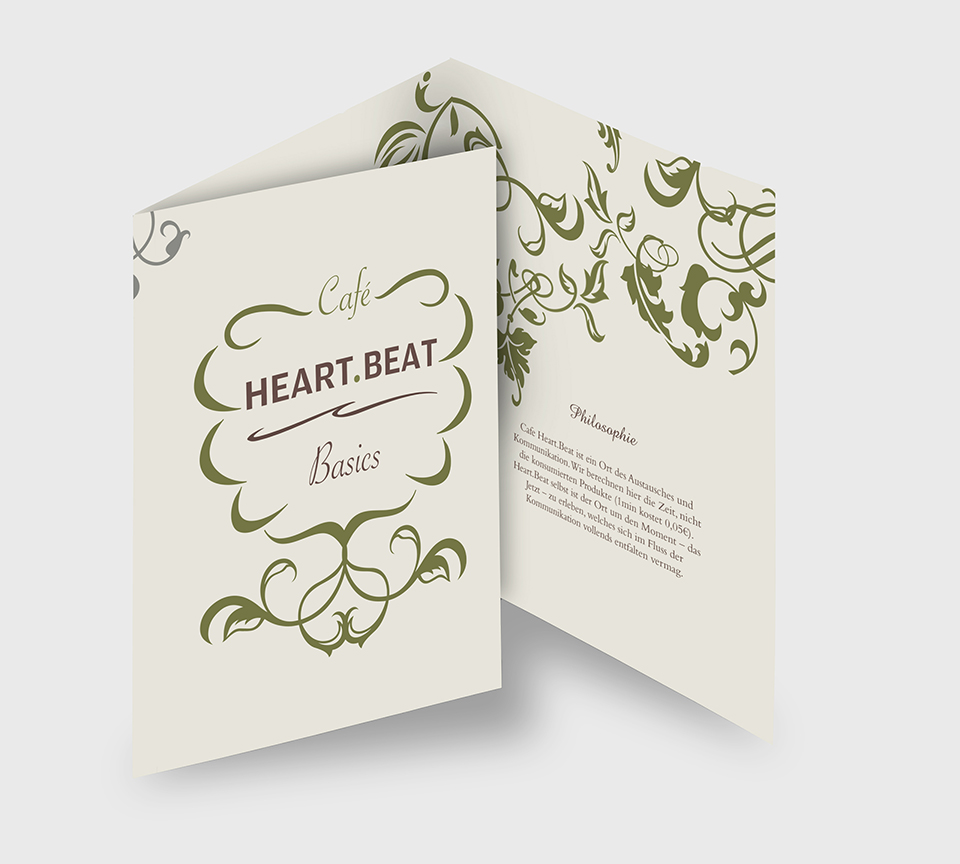 Café
HEART.BEAT
Basics
Philosophie
Cafe Heart.Beat ist ein Ort des Austausches und
Kommunikation. Wir berechnen hier die Zeit, nicht
die konsumierten Produkte (1min kostet 0,05€).
Heart.Beat selbst ist der Ort um den Moment – das
Jetzt – zu erleben, welches sich im Fluss der
Kommunikation vollends entfalten vermag.